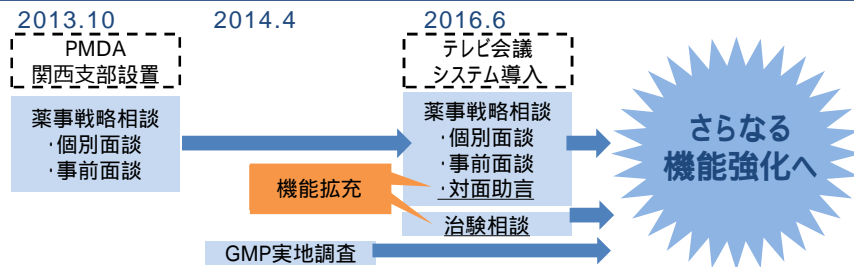 2013.10
2014.4
2016.6
PMDA
関西支部設置
テレビ会議
システム導入
薬事戦略相談
・個別面談
・事前面談
薬事戦略相談
・個別面談
・事前面談
・対面助言
機能拡充
治験相談
GMP実地調査
さらなる
機能強化へ